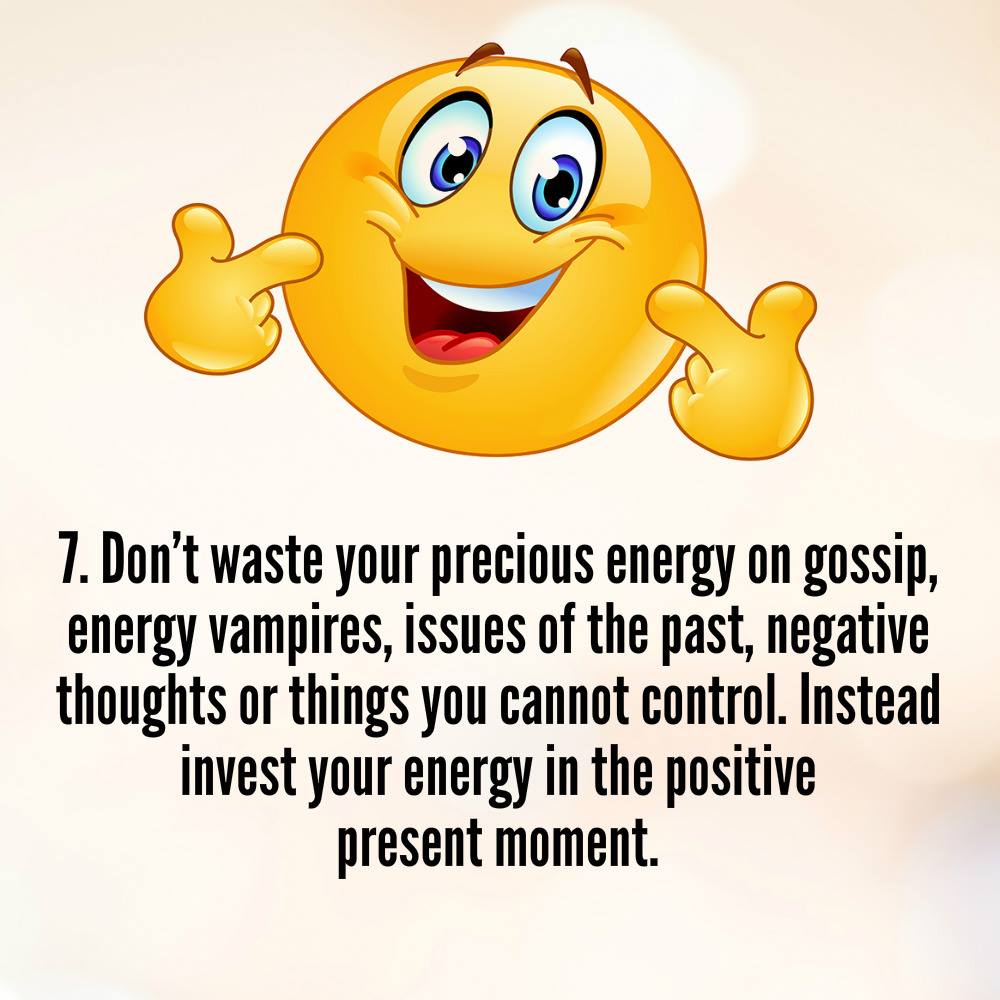 7. Don’t waste your precious energy on gossip,
energy vampires, issues of the past, negative
thoughts or things you cannot control. Instead
invest your energy in the positive
present moment.